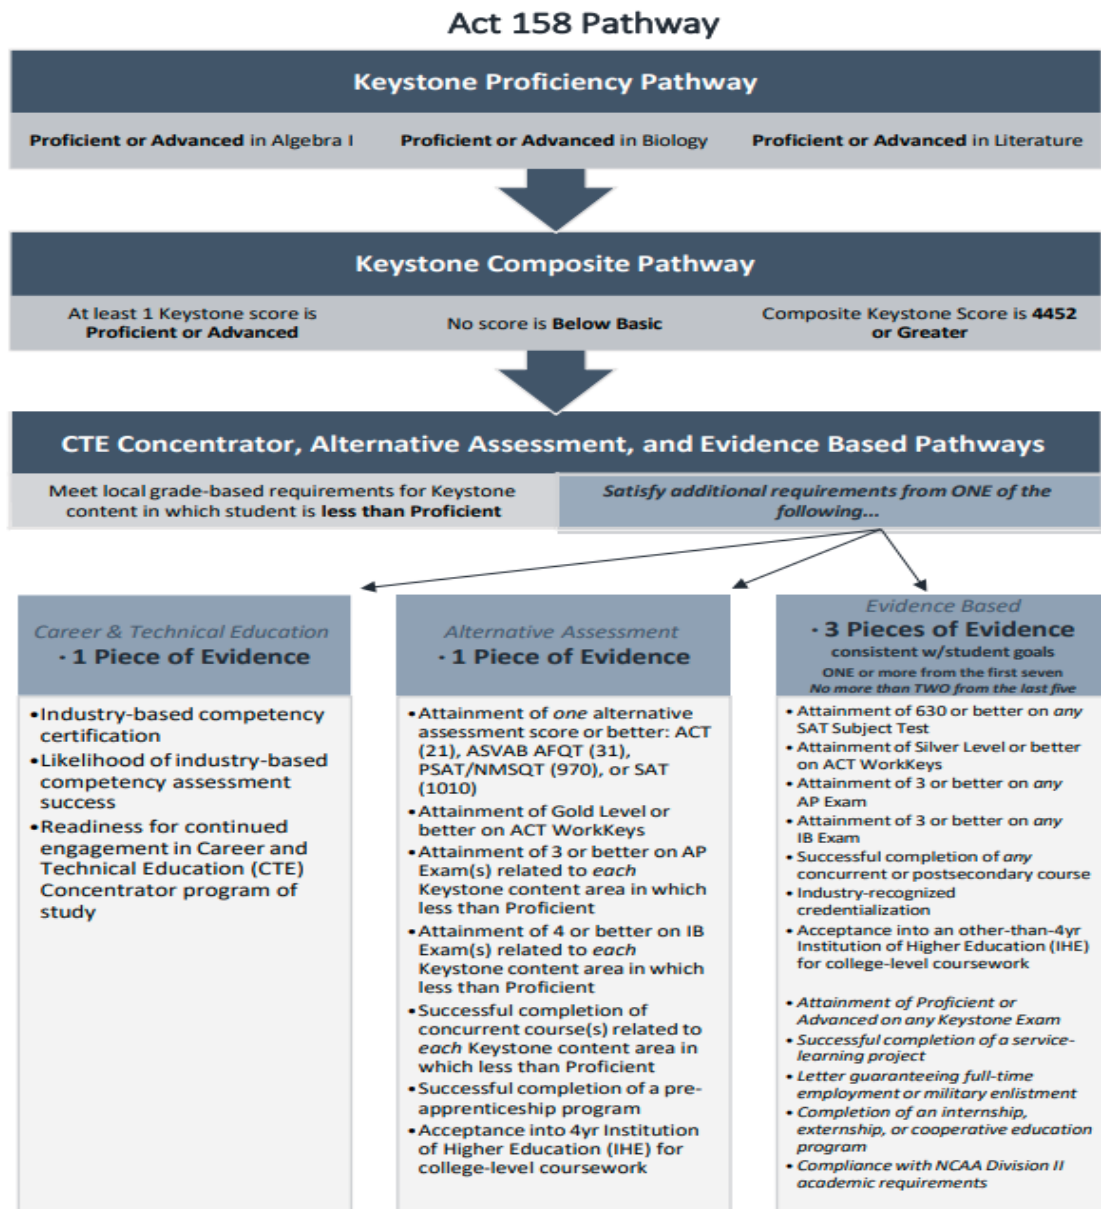 Act 158 Pathway
Keystone Proficiency Pathway
Proficient or Advanced in Algebra I
Proficient or Advanced in Biology
Proficient or Advanced in Literature
Keystone Composite Pathway
At least 1 Keystone score is
Proficient or Advanced
No score is Below Basic
Composite Keystone Score is 4452
or Greater
CTE Concentrator, Alternative Assessment, and Evidence Based Pathways
Meet local grade-based requirements for Keystone
content in which student is less than Proficient
Satisfy additional requirements from ONE of the
following...
Career & Technical Education
· 1 Piece of Evidence
•Industry-based competency
certification
•Likelihood of industry-based
competency assessment
success
•Readiness for continued
engagement in Career and
Technical Education (CTE)
Concentrator program of
study
Alternative Assessment
· 1 Piece of Evidence
•Attainment of one alternative
assessment score or better: ACT
(21), ASVAB AFQT (31),
PSAT/NMSQT (970), or SAT
(1010)
•Attainment of Gold Level or
better on ACT WorkKeys
•Attainment of 3 or better on AP
Exam(s) related to each
Keystone content area in which
less than Proficient
•Attainment of 4 or better on IB
Exam(s) related to each
Keystone content area in which
less than Proficient
•Successful completion of
concurrent course(s) related to
each Keystone content area in
which less than Proficient
•Successful completion of a pre-
apprenticeship program
•Acceptance into 4yr Institution
of Higher Education (IHE) for
college-level coursework
Evidence Based
· 3 Pieces of Evidence
consistent w/student goals
ONE or more from the first seven
No more than TWO from the last five
• Attainment of 630 or better on any
SAT Subject Test
• Attainment of Silver Level or better
on ACT WorkKeys
• Attainment of 3 or better on any
AP Exam
• Attainment of 3 or better on any
IB Exam
• Successful completion of any
concurrent or postsecondary course
• Industry-recognized
credentialization
• Acceptance into an other-than-4yr
Institution of Higher Education (IHE)
for college-level coursework
• Attainment of Proficient or
Advanced on any Keystone Exam
• Successful completion of a service-
learning project
• Letter guaranteeing full-time
employment or military enlistment
• Completion of an internship,
externship, or cooperative education
program
• Compliance with NCAA Division II
academic requirements